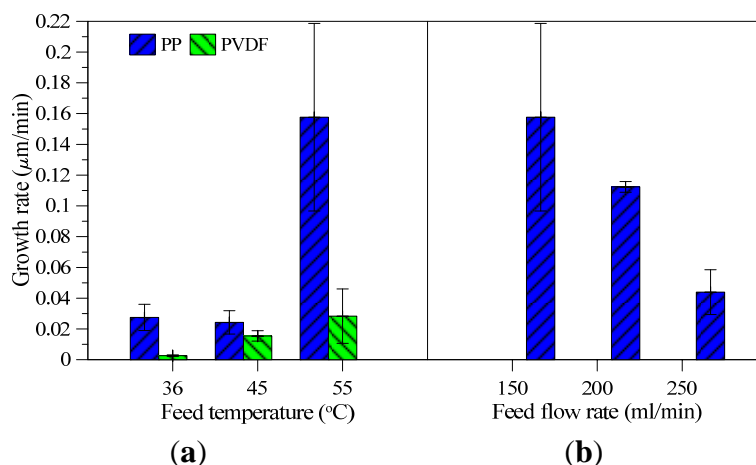 0.22
0.2
0.18
0.16
0.14
0.12
0.1
0.08
0.06
0.04
0.02
0
Growth rate (μm/min)
PP PVDF
36 45 55
Feed temperature (°C)
150 200 250
Feed flow rate (ml/min)
(a) (b)